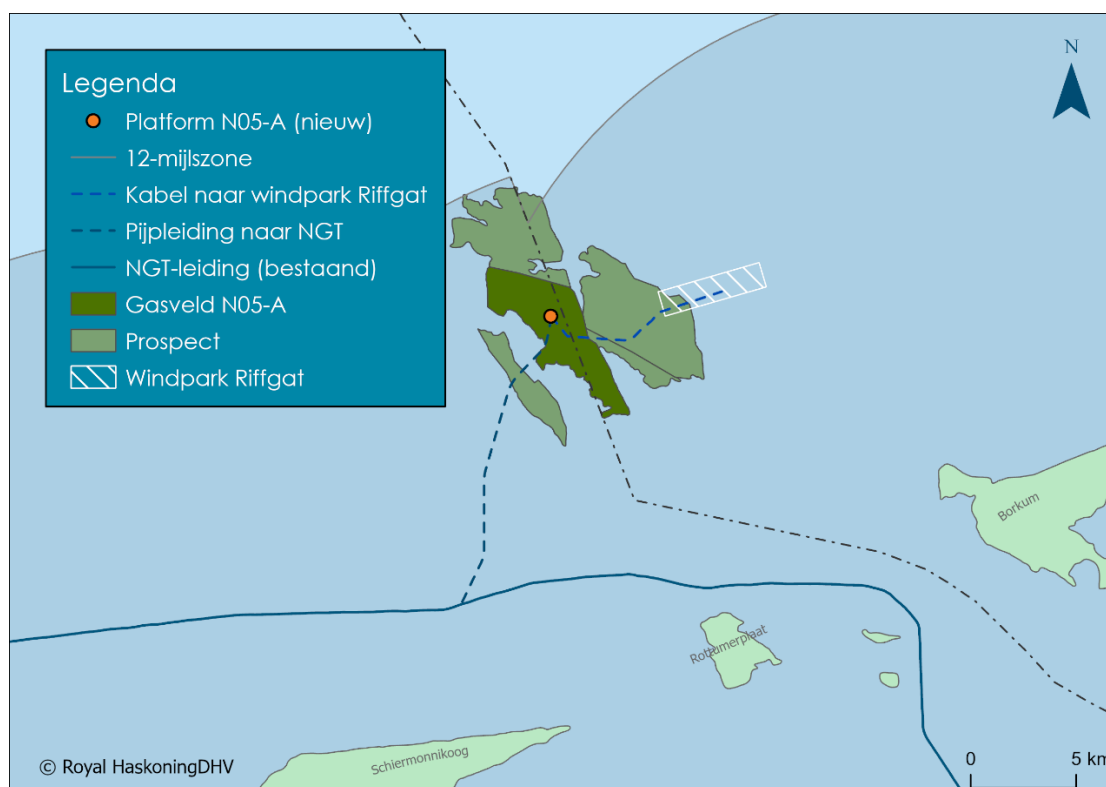 N
Legenda
Platform N05-A (nieuw)
12-mijlszone
Kabel naar windpark Riffgat
Pijpleiding naar NGT
NGT-leiding (bestaand)
Gasveld N05-A
Prospect
Windpark Riffgat
Borkum
Rottumerplaat
Schiermonnikoog
© Royal HaskoningDHV
0 5 km